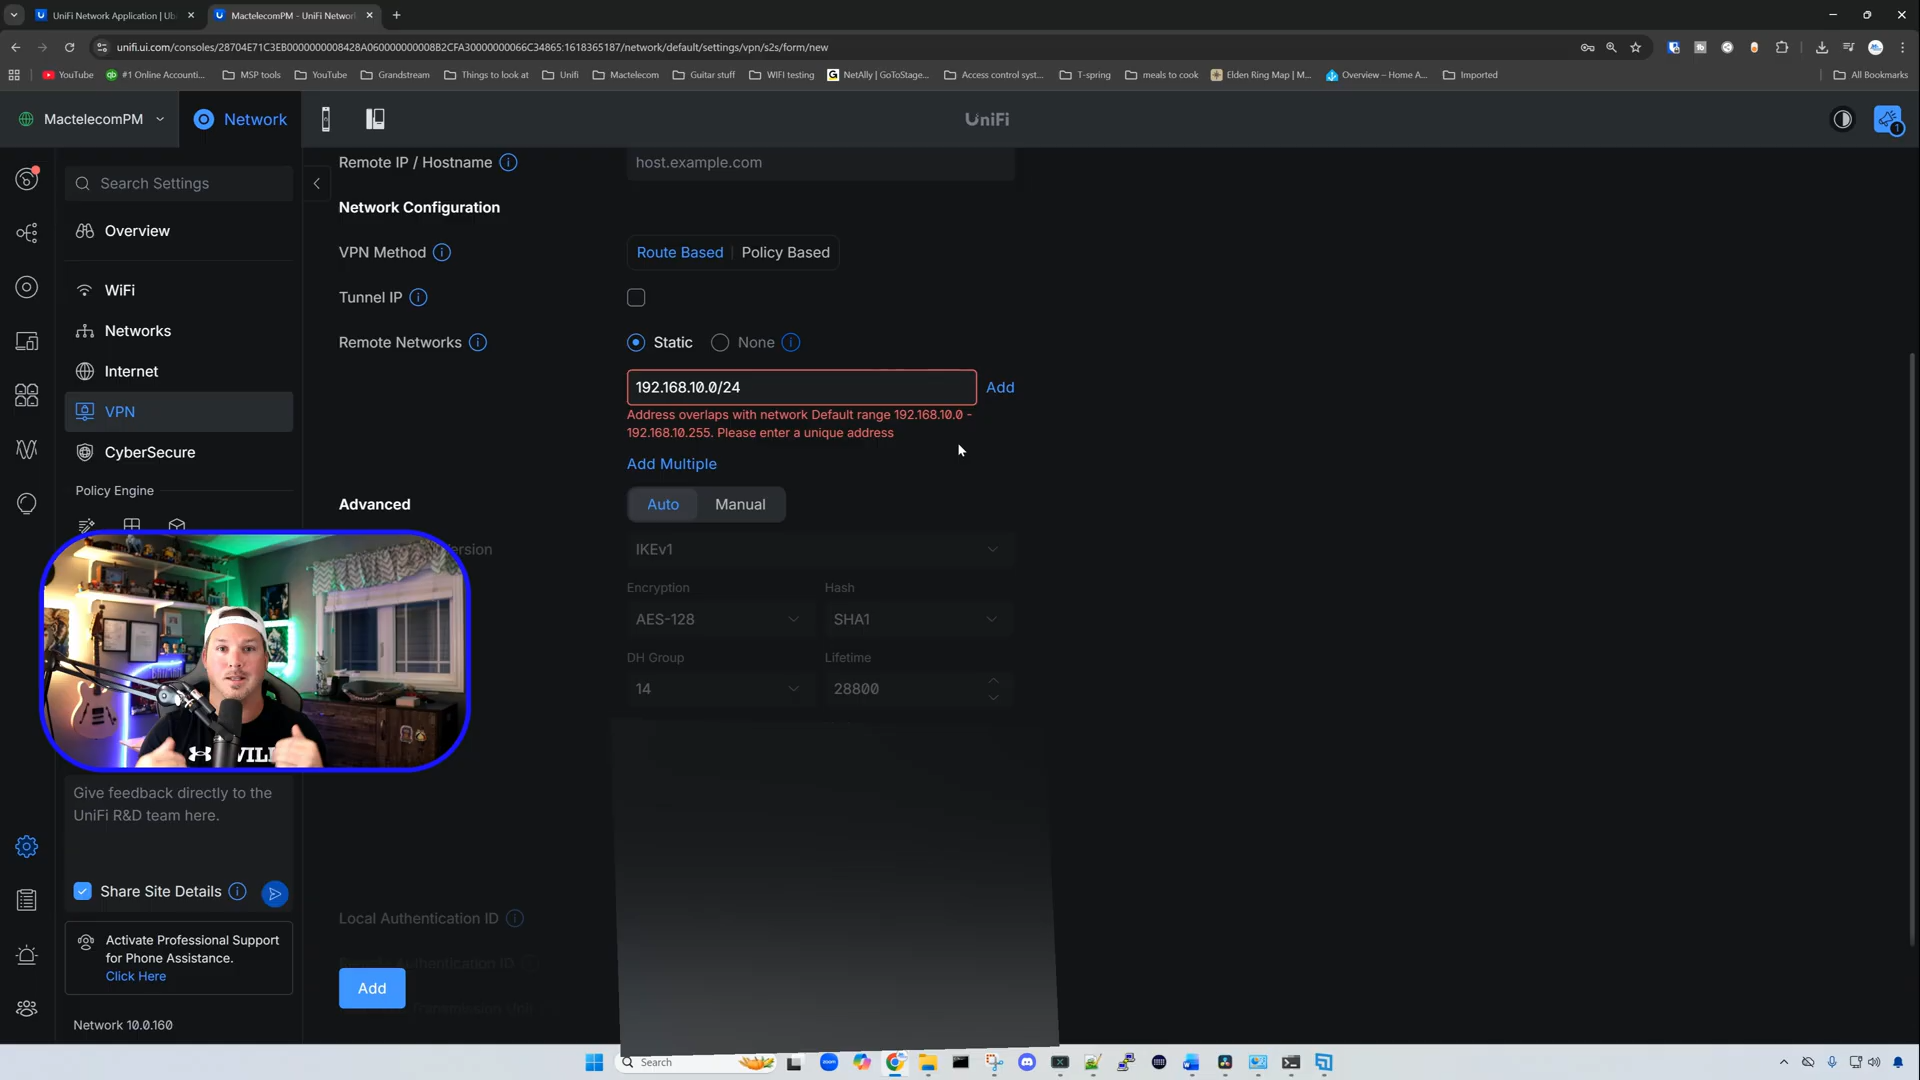 UniFi Network Application | Ub
MactelecomPM - UniFi Networ
unifi.ui.com/consoles/28704E71C3EB0000000008428A060000000008B2CFA30000000066C34865:1618365187/network/default/settings/vpn/s2s/form/new
YouTube
#1 Online Accounti...
MSP tools
YouTube
Grandstream
Things to look at
Unifi
Mactelecom
Guitar stuff
WIFI testing
NetAlly | GoToStage...
Access control syst...
T-spring
meals to cook
Elden Ring Map | M...
Overview – Home A...
Imported
All Bookmarks
MactelecomPM
Network
UniFi
1
Search Settings
Overview
WiFi
Networks
Internet
VPN
CyberSecure
Policy Engine
Remote IP / Hostname
host.example.com
Network Configuration
VPN Method
Route Based
Policy Based
Tunnel IP
Remote Networks
Static
None
192.168.10.0/24
Add
Address overlaps with network Default range 192.168.10.0 -
192.168.10.255. Please enter a unique address
Add Multiple
Advanced
Auto
Manual
IKEv1
Encryption
Hash
AES-128
SHA1
DH Group
Lifetime
14
28800
Give feedback directly to the
UniFi R&D team here.
Share Site Details
Activate Professional Support
for Phone Assistance.
Click Here
Network 10.0.160
Local Authentication ID
Remote Authentication ID
Add
Search
zoom